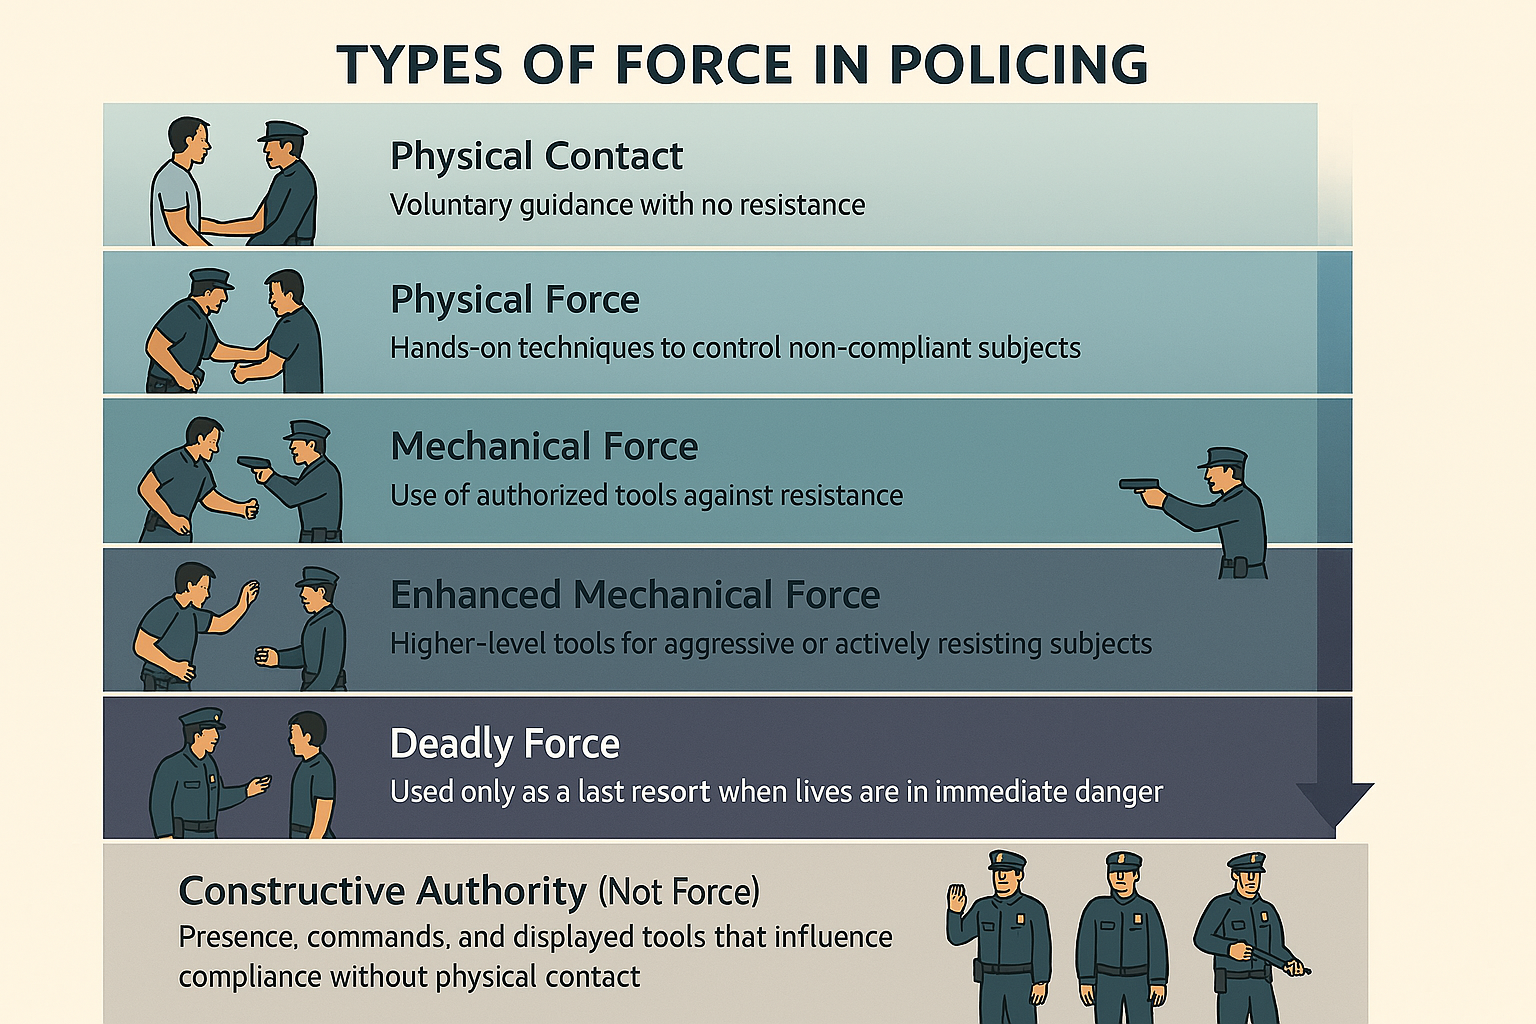 TYPES OF FORCE IN POLICING
Physical Contact
Voluntary guidance with no resistance
Physical Force
Hands-on techniques to control non-compliant subjects
Mechanical Force
Use of authorized tools against resistance
Enhanced Mechanical Force
Higher-level tools for aggressive or actively resisting subjects
Deadly Force
Used only as a last resort when lives are in immediate danger
Constructive Authority (Not Force)
Presence, commands, and displayed tools that influence
compliance without physical contact